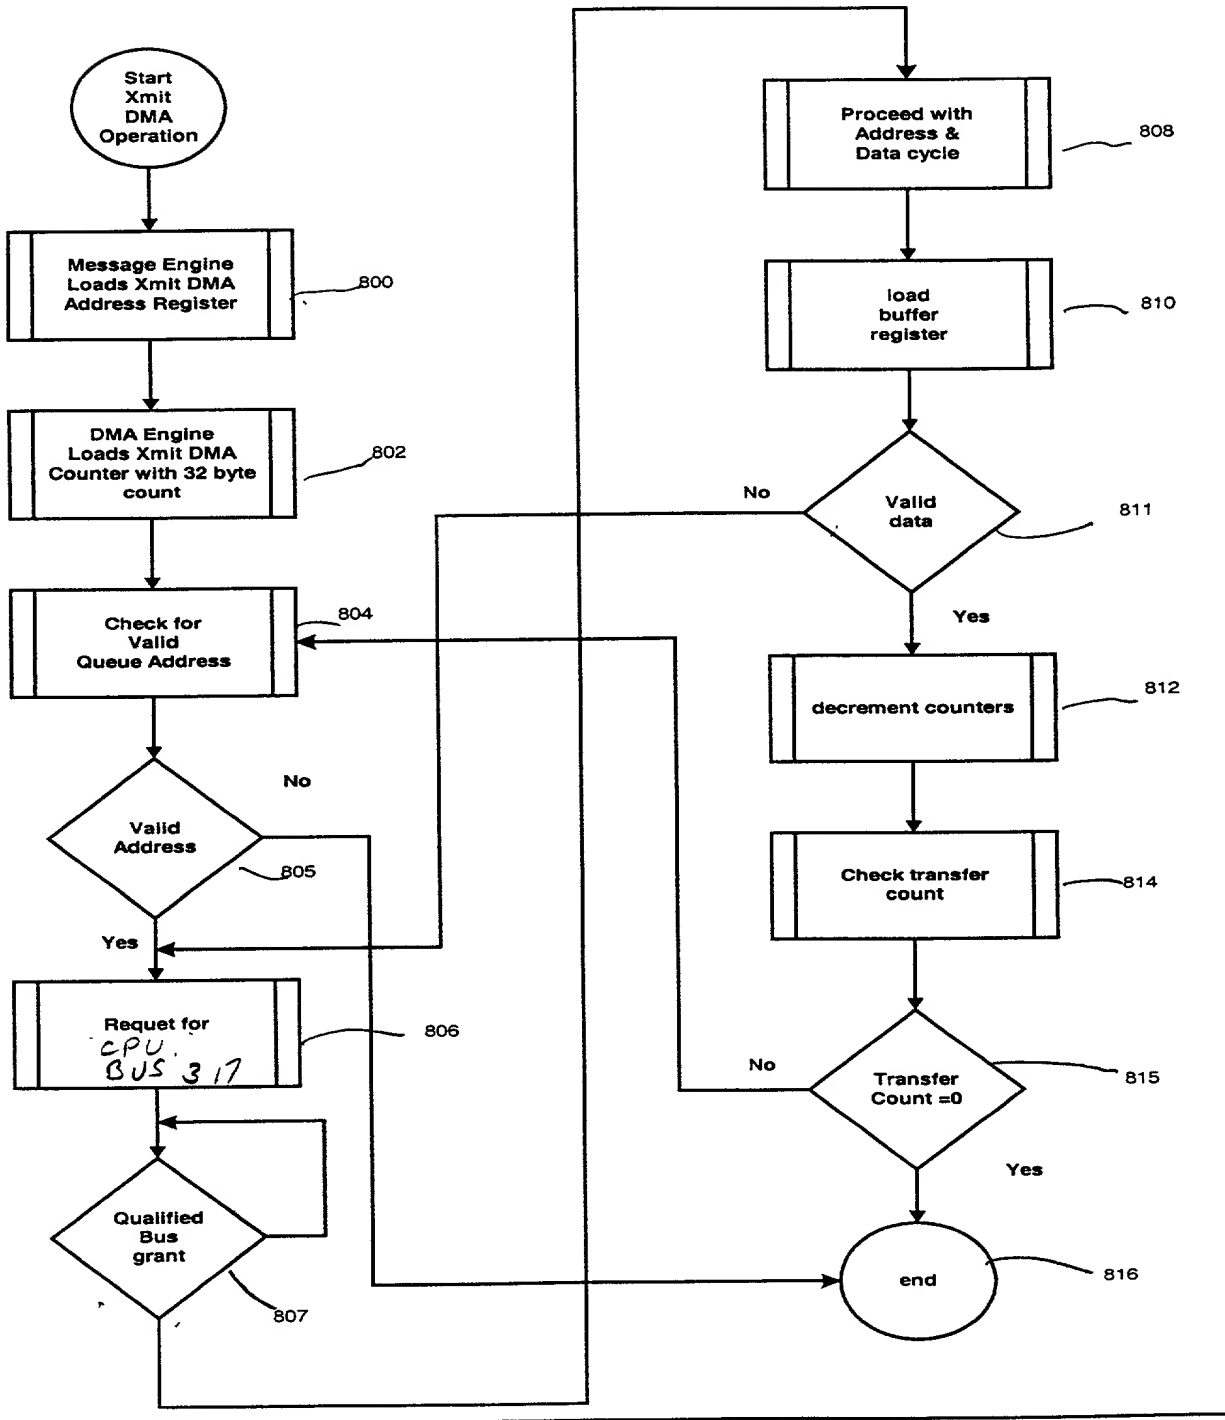 Start
Xmit
DMA
Operation
Message Engine
Loads Xmit DMA
Address Register
800
DMA Engine
Loads Xmit DMA
Counter with 32 byte
count
802
Check for
Valid
Queue Address
804
Valid
Address
805
No
Yes
Requet for
CPU
BUS 317
806
Qualified
Bus
grant
807
Proceed with
Address &
Data cycle
808
load
buffer
register
810
Valid
data
811
No
Yes
decrement counters
812
Check transfer
count
814
Transfer
Count =0
815
No
Yes
end
816